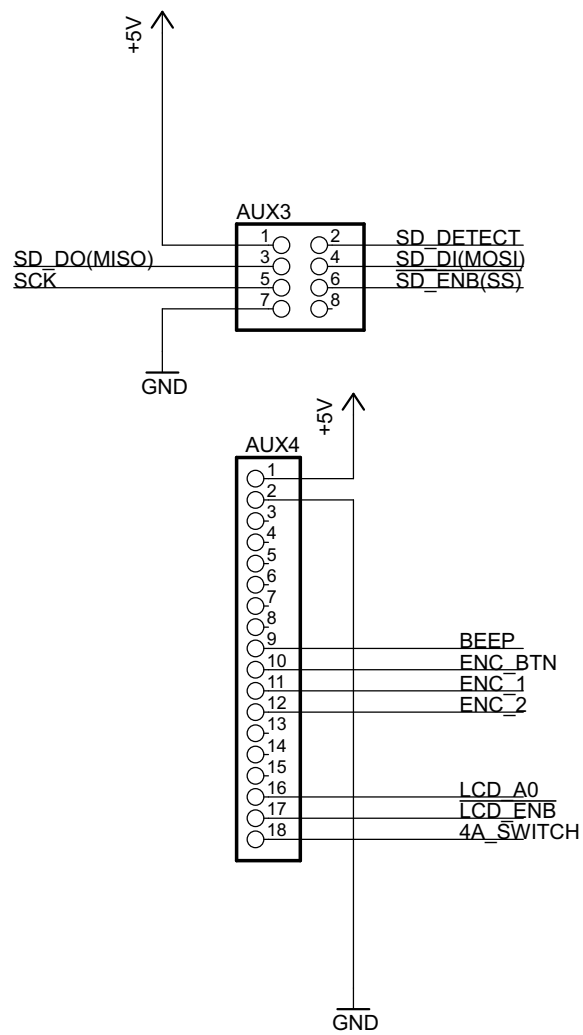 +5V
AUX3
1 2 SD_DETECT
SD_DO(MISO) 3 4 SD_DI(MOSI)
SCK 5 6 SD_ENB(SS)
7 8
GND
+5V
AUX4
1
2
3
4
5
6
7
8
9 BEEP
10 ENC_BTN
11 ENC_1
12 ENC_2
13
14
15
16 LCD_A0
17 LCD_ENB
18 4A_SWITCH
GND